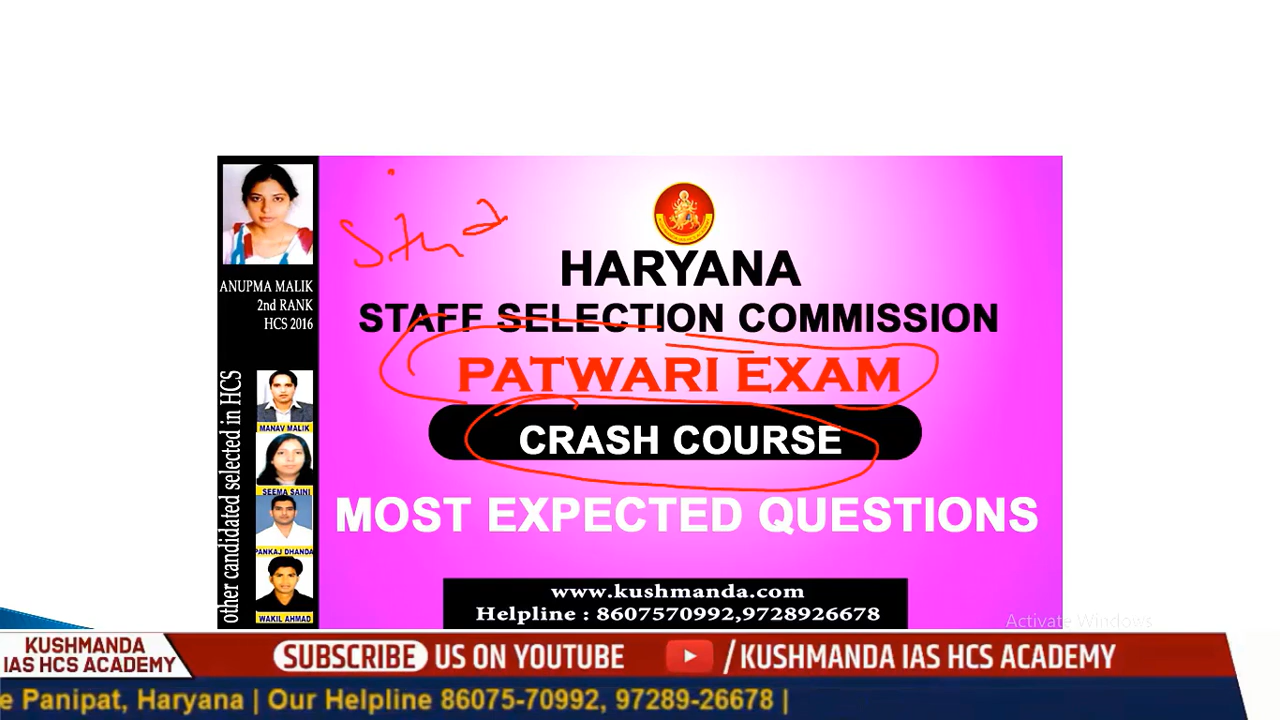 ANUPMA MALIK
2nd RANK
HCS 2016
other candidated selected in HCS
MANAV MALIK
SEEMA SAINI
PANKAJ DHANDA
WAKIL AHMAD
HARYANA
STAFF SELECTION COMMISSION
PATWARI EXAM
CRASH COURSE
MOST EXPECTED QUESTIONS
www.kushmanda.com
Helpline : 8607570992,9728926678
Activate Windows
KUSHMANDA
IAS HCS ACADEMY
SUBSCRIBE US ON YOUTUBE
/KUSHMANDA IAS HCS ACADEMY
e Panipat, Haryana | Our Helpline 86075-70992, 97289-26678 |